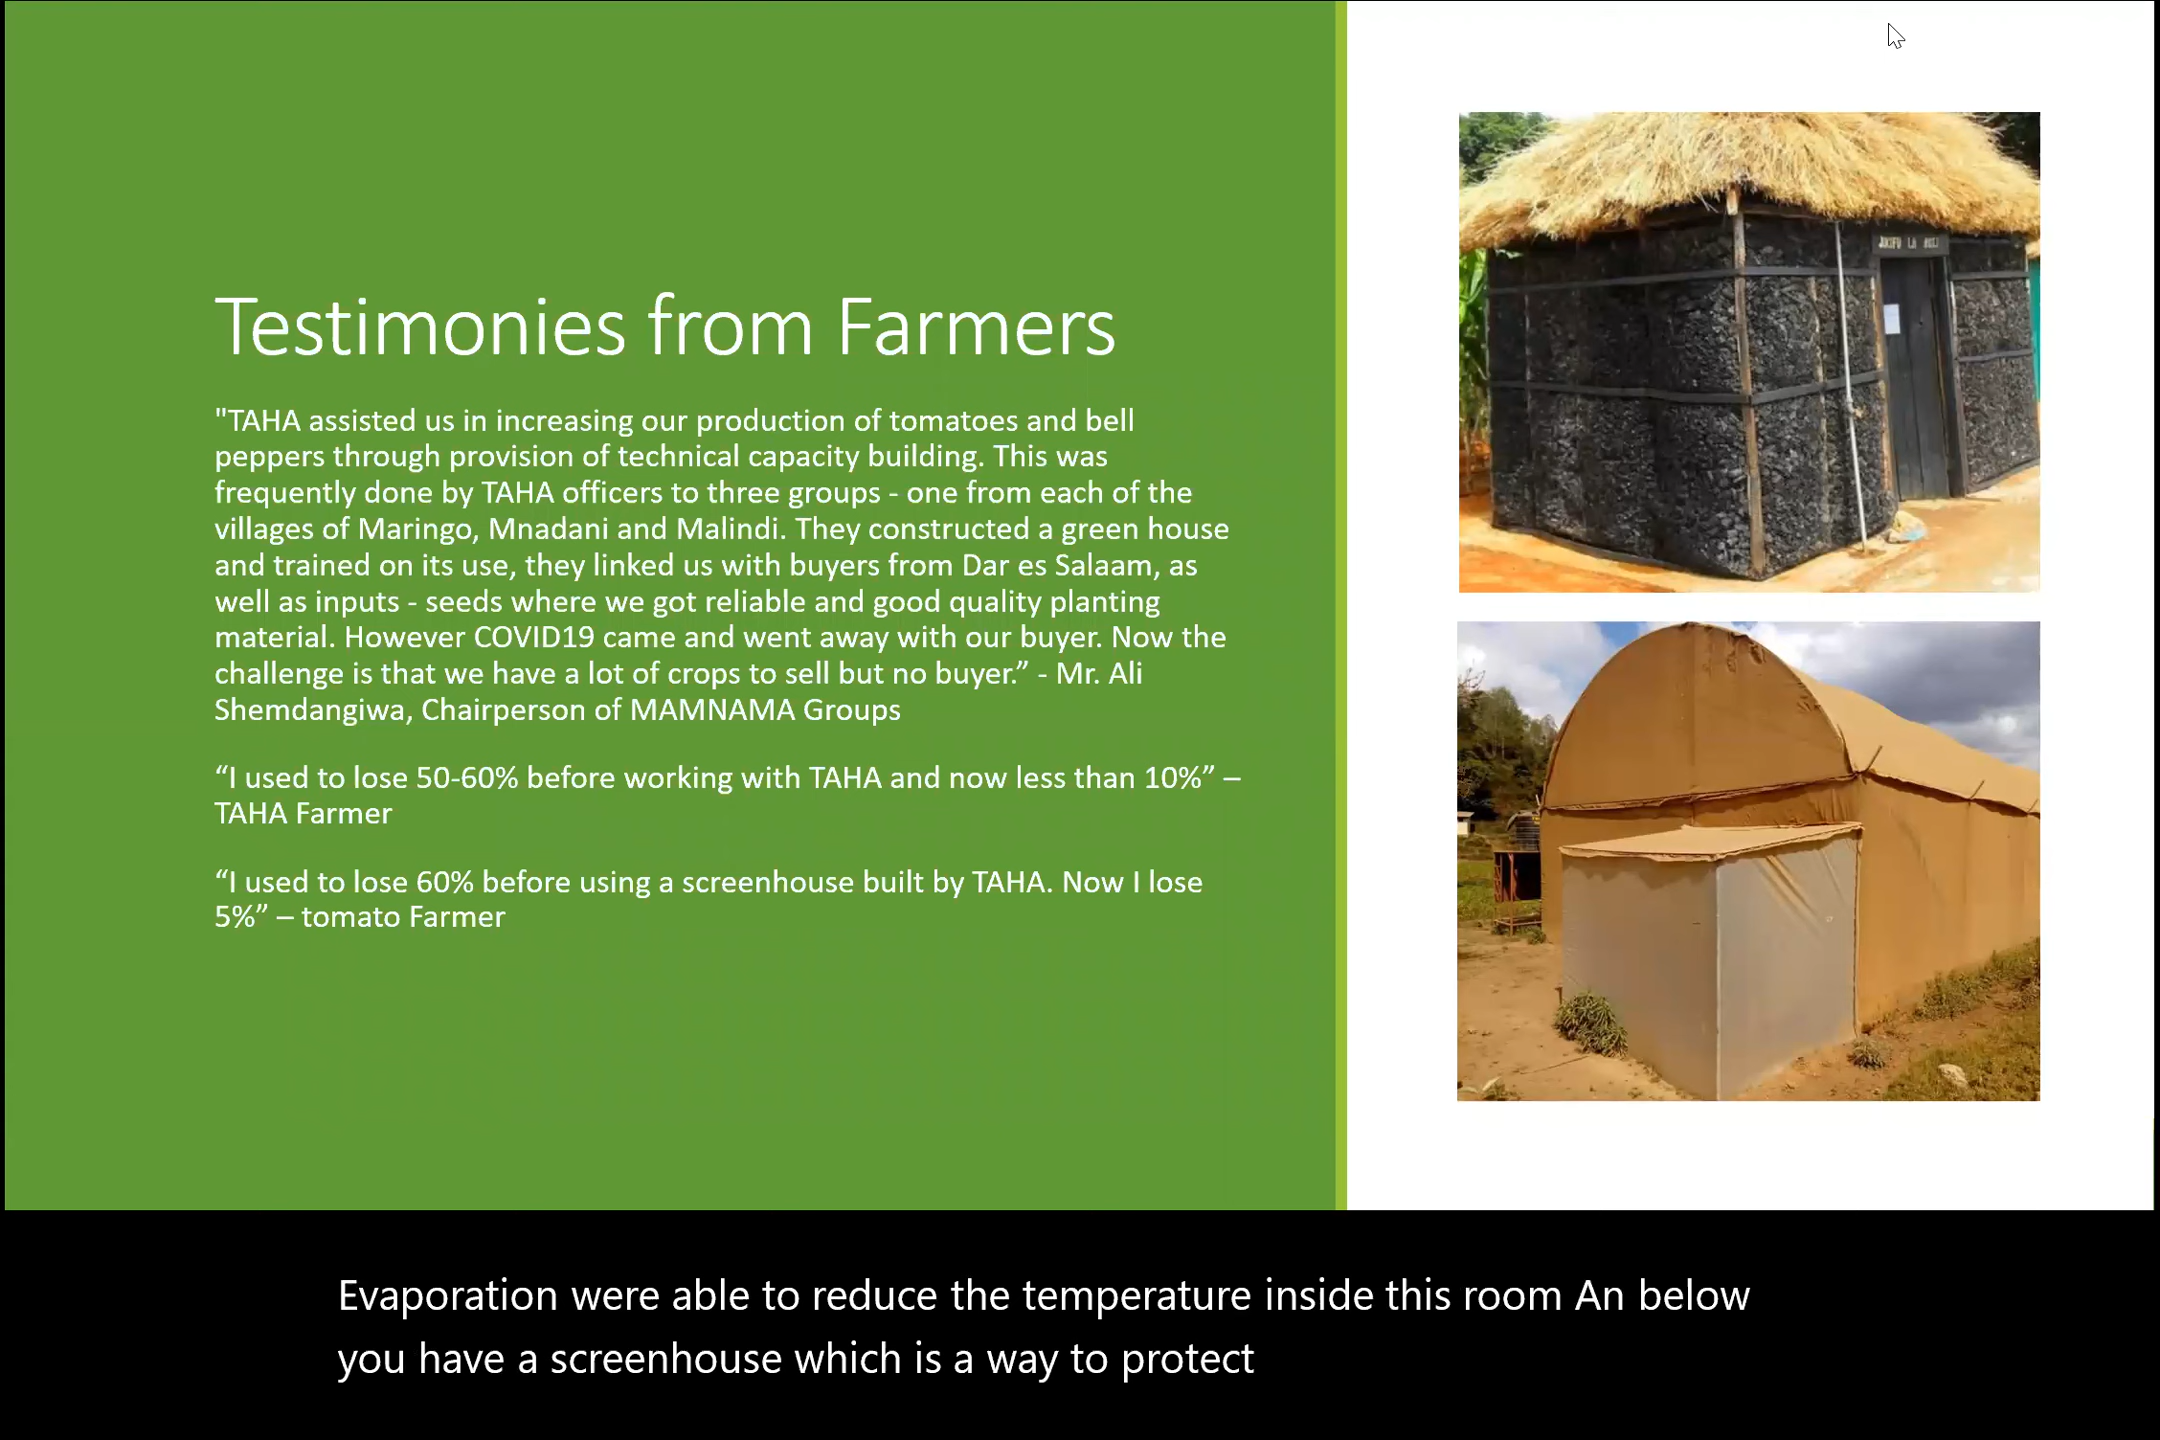 Testimonies from Farmers
"TAHA assisted us in increasing our production of tomatoes and bell
peppers through provision of technical capacity building. This was
frequently done by TAHA officers to three groups - one from each of the
villages of Maringo, Mnadani and Malindi. They constructed a green house
and trained on its use, they linked us with buyers from Dar es Salaam, as
well as inputs - seeds where we got reliable and good quality planting
material. However COVID19 came and went away with our buyer. Now the
challenge is that we have a lot of crops to sell but no buyer.” - Mr. Ali
Shemdangiwa, Chairperson of MAMNAMA Groups
“I used to lose 50-60% before working with TAHA and now less than 10%” –
TAHA Farmer
“I used to lose 60% before using a screenhouse built by TAHA. Now I lose
5%” – tomato Farmer
Evaporation were able to reduce the temperature inside this room An below
you have a screenhouse which is a way to protect